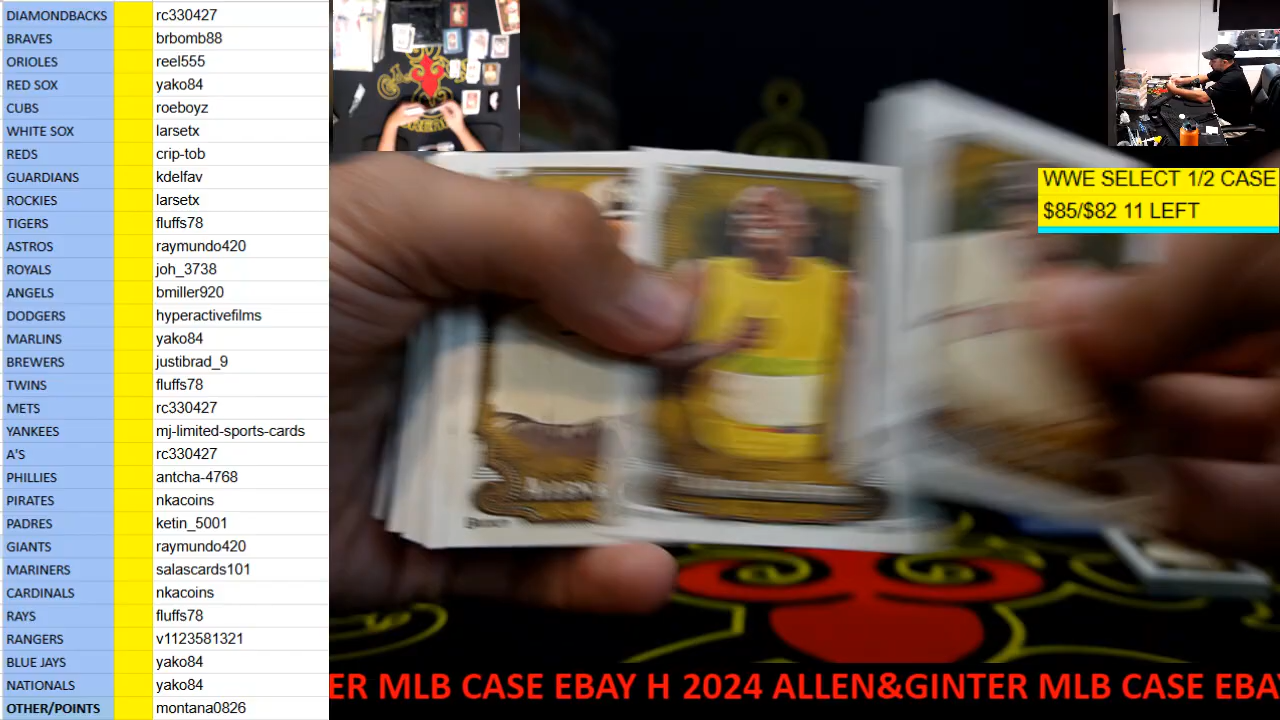 DIAMONDBACKS rc330427
BRAVES brbomb88
ORIOLES reel555
RED SOX yako84
CUBS roeboyz
WHITE SOX larsetx
REDS crip-tob
GUARDIANS kdelfav
ROCKIES larsetx
TIGERS fluffs78
ASTROS raymundo420
ROYALS joh_3738
ANGELS bmiller920
DODGERS hyperactivefilms
MARLINS yako84
BREWERS justibrad_9
TWINS fluffs78
METS rc330427
YANKEES mj-limited-sports-cards
A'S rc330427
PHILLIES antcha-4768
PIRATES nkacoins
PADRES ketin_5001
GIANTS raymundo420
MARINERS salascards101
CARDINALS nkacoins
RAYS fluffs78
RANGERS v1123581321
BLUE JAYS yako84
NATIONALS yako84
OTHER/POINTS montana0826
WWE SELECT 1/2 CASE
$85/$82 11 LEFT
ER MLB CASE EBAY H 2024 ALLEN&GINTER MLB CASE EBAY